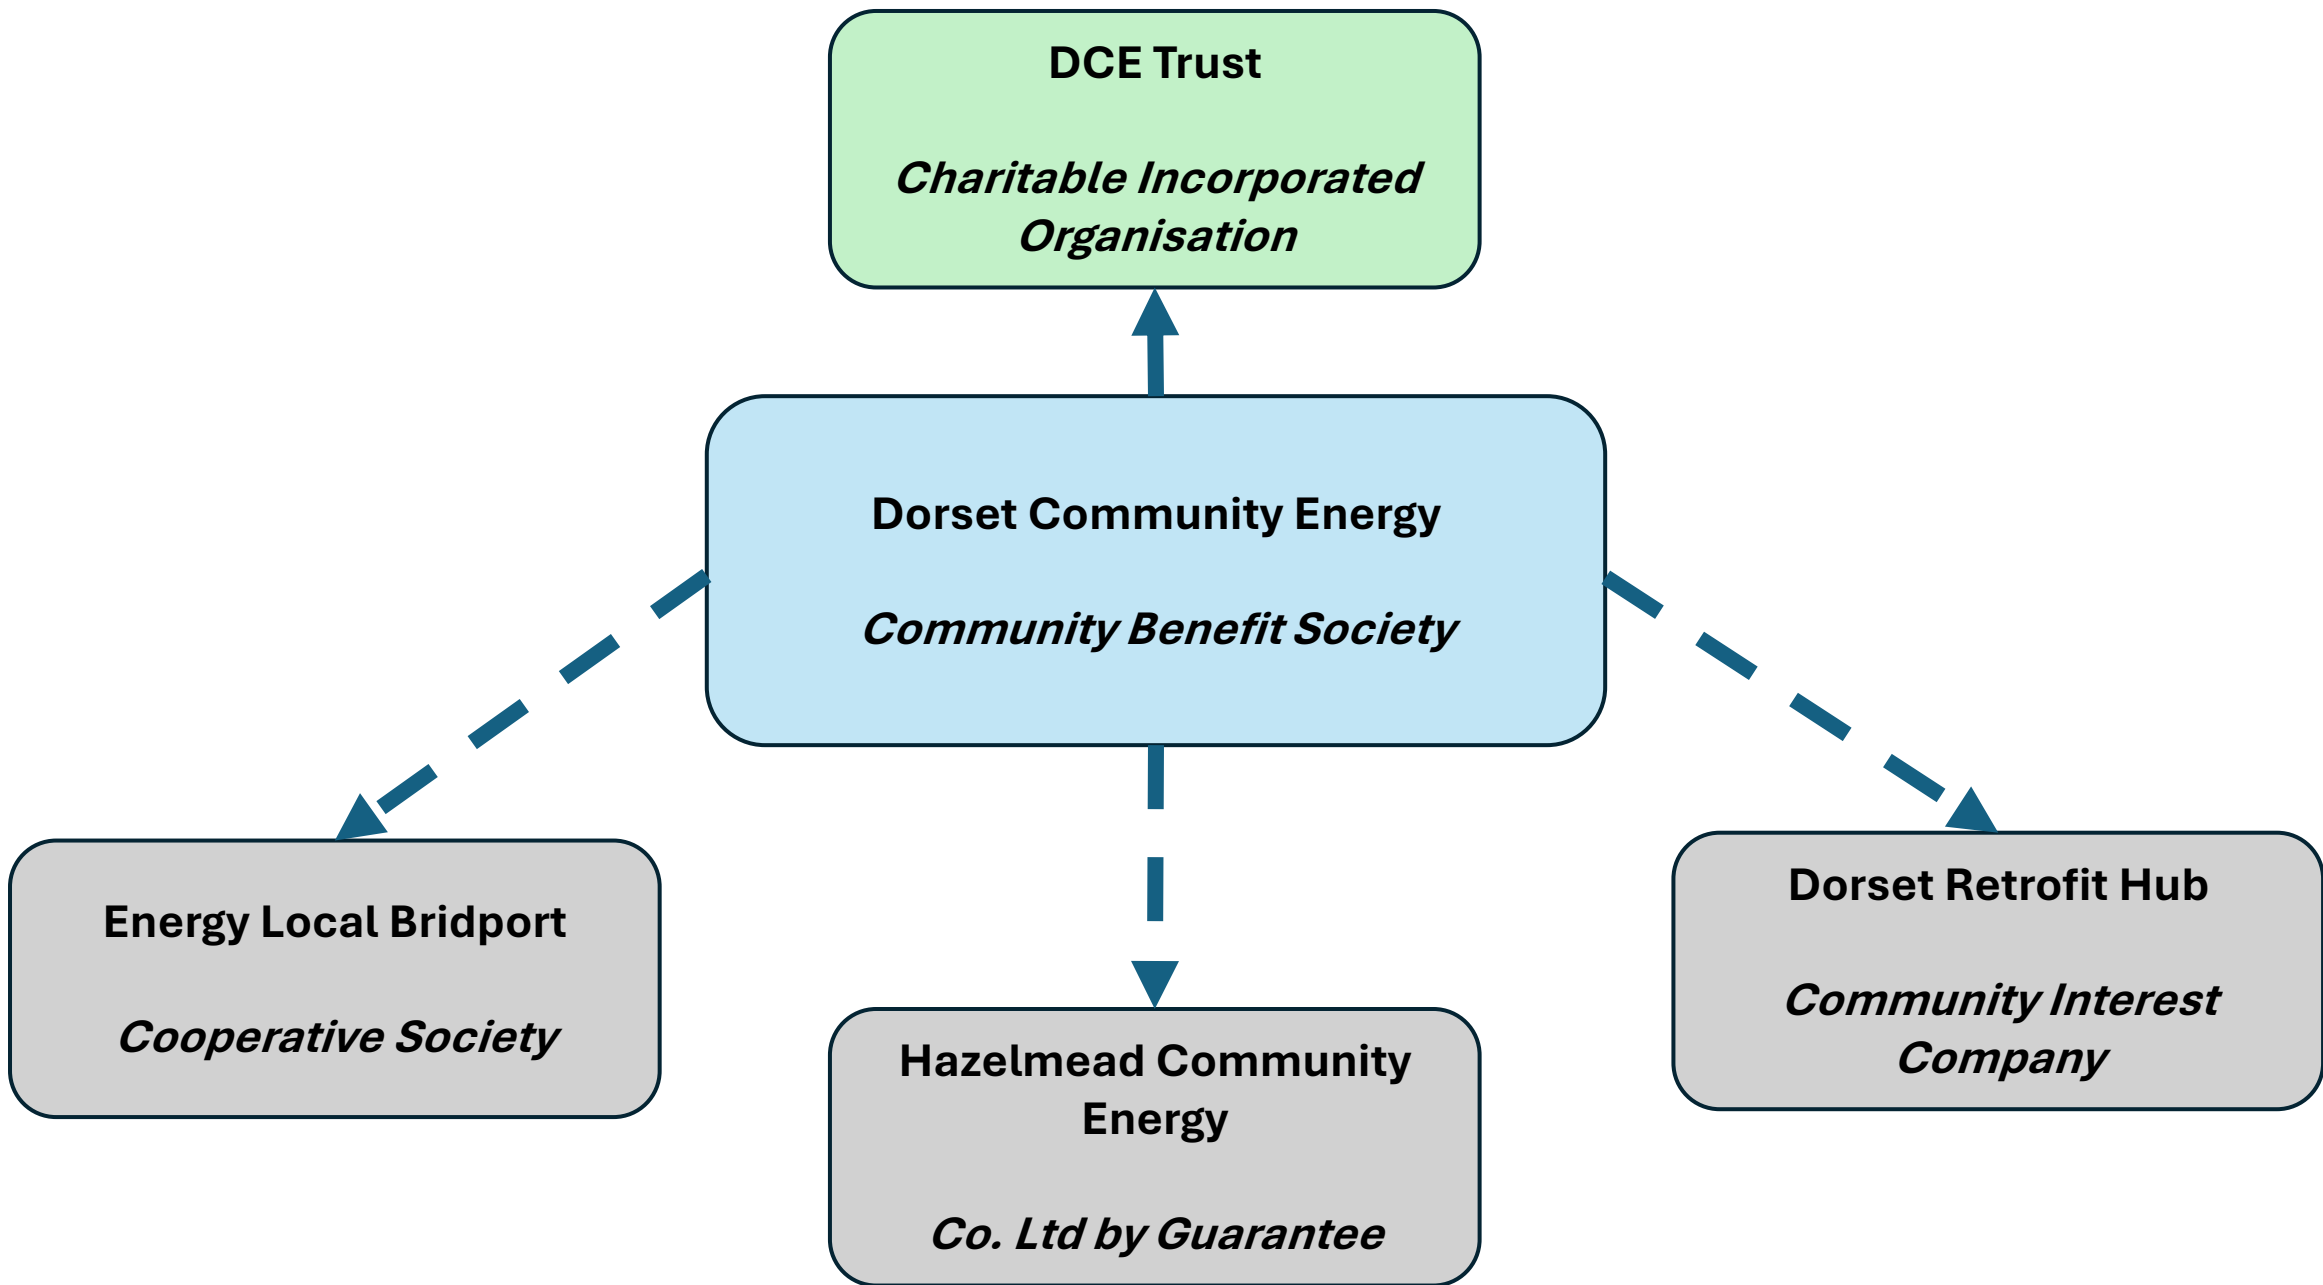 DCE Trust
Charitable Incorporated
Organisation
Dorset Community Energy
Community Benefit Society
Energy Local Bridport
Cooperative Society
Hazelmead Community
Energy
Co. Ltd by Guarantee
Dorset Retrofit Hub
Community Interest
Company